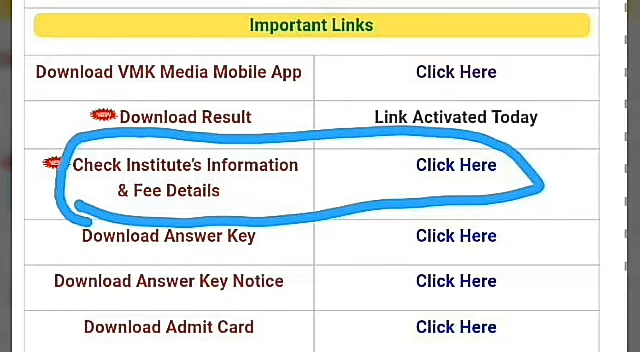 Important Links
Download VMK Media Mobile App Click Here
NEW Download Result Link Activated Today
Check Institute's Information Click Here
& Fee Details
Download Answer Key Click Here
Download Answer Key Notice Click Here
Download Admit Card Click Here